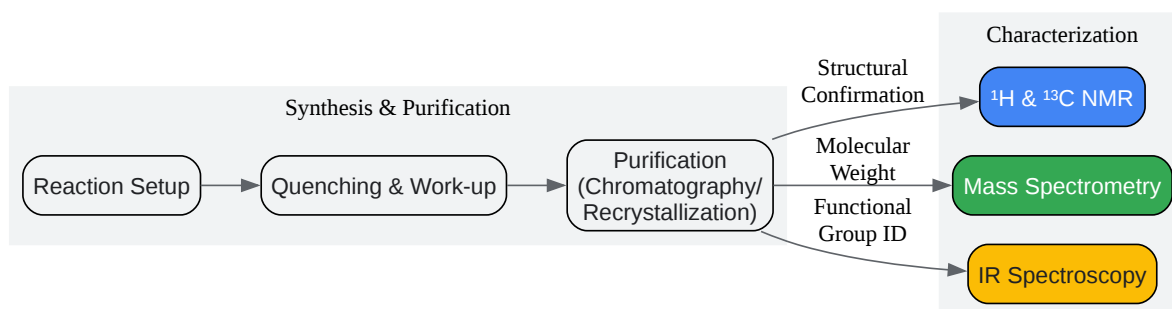 Characterization
Structural
Confirmation
¹H & ¹³C NMR
Synthesis & Purification
Reaction Setup
Quenching & Work-up
Purification
(Chromatography/
Recrystallization)
Molecular
Weight
Mass Spectrometry
Functional
Group ID
IR Spectroscopy